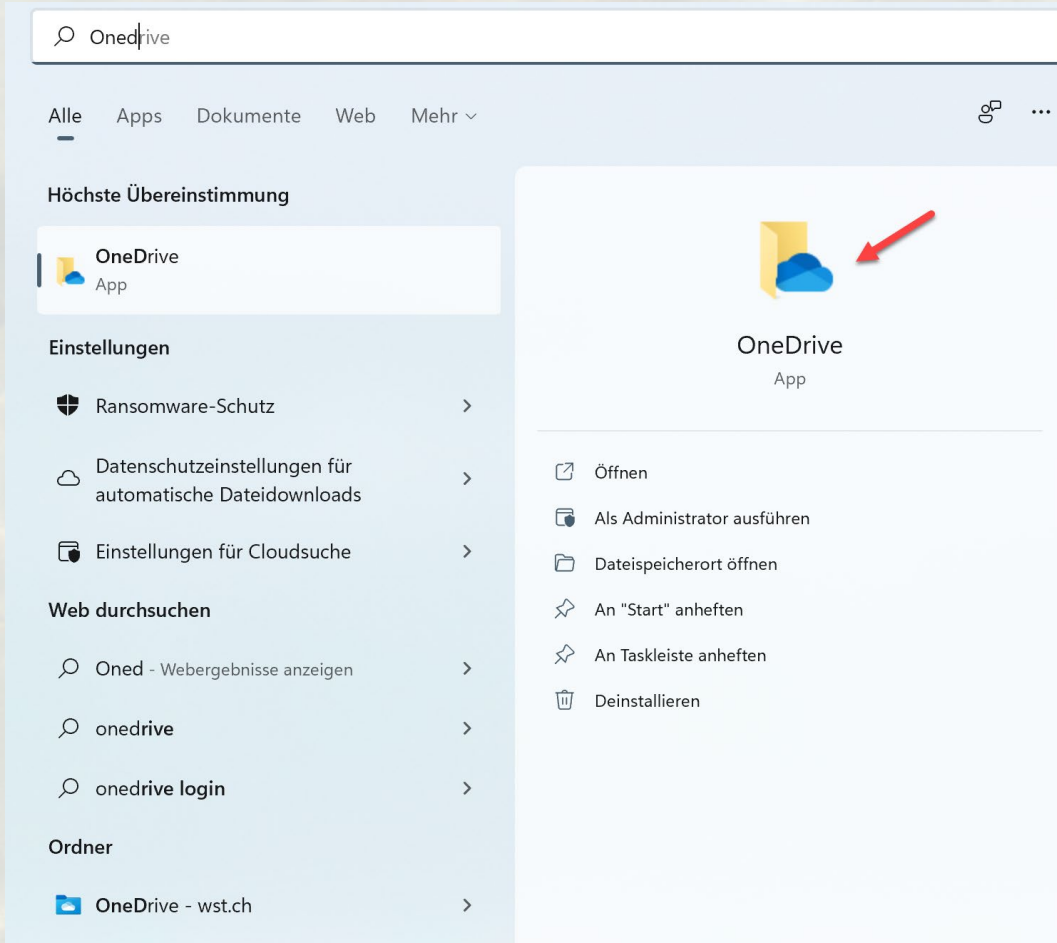 Onedrive
Alle Apps Dokumente Web Mehr
Höchste Übereinstimmung
OneDrive
App
Einstellungen
Ransomware-Schutz
Datenschutzeinstellungen für
automatische Dateidownloads
Einstellungen für Cloudsuche
Web durchsuchen
Oned - Webergebnisse anzeigen
onedrive
onedrive login
Ordner
OneDrive - wst.ch
OneDrive
App
Öffnen
Als Administrator ausführen
Dateispeicherort öffnen
An "Start" anheften
An Taskleiste anheften
Deinstallieren